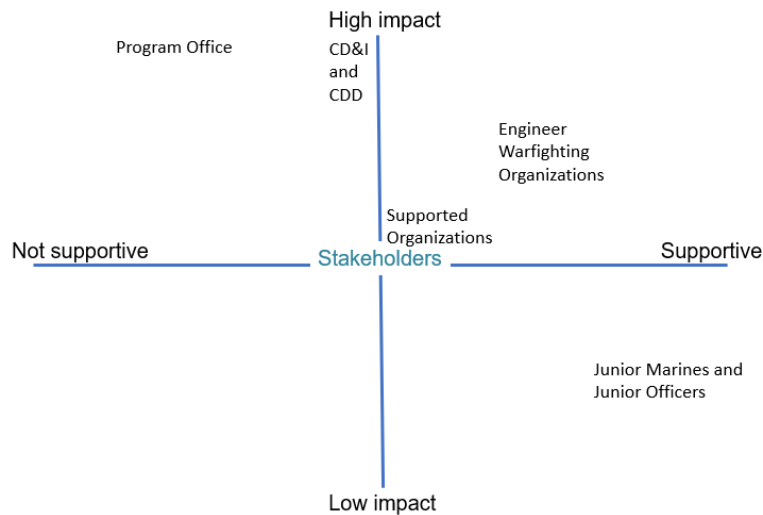 High impact
Program Office
CD&I
and
CDD
Engineer
Warfighting
Organizations
Supported
Organizations
Not supportive
Stakeholders
Supportive
Junior Marines and
Junior Officers
Low impact